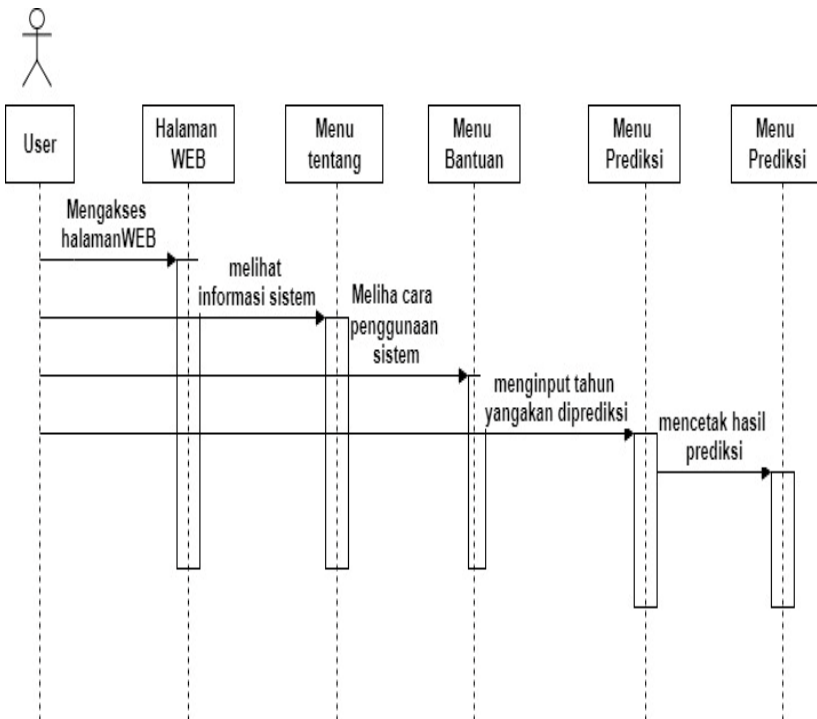 User
Halaman
WEB
Menu
tentang
Menu
Bantuan
Menu
Prediksi
Menu
Prediksi
Mengakses
halamanWEB
melihat
informasi sistem
Meliha cara
penggunaan
sistem
menginput tahun
yangakan diprediksi
mencetak hasil
prediksi